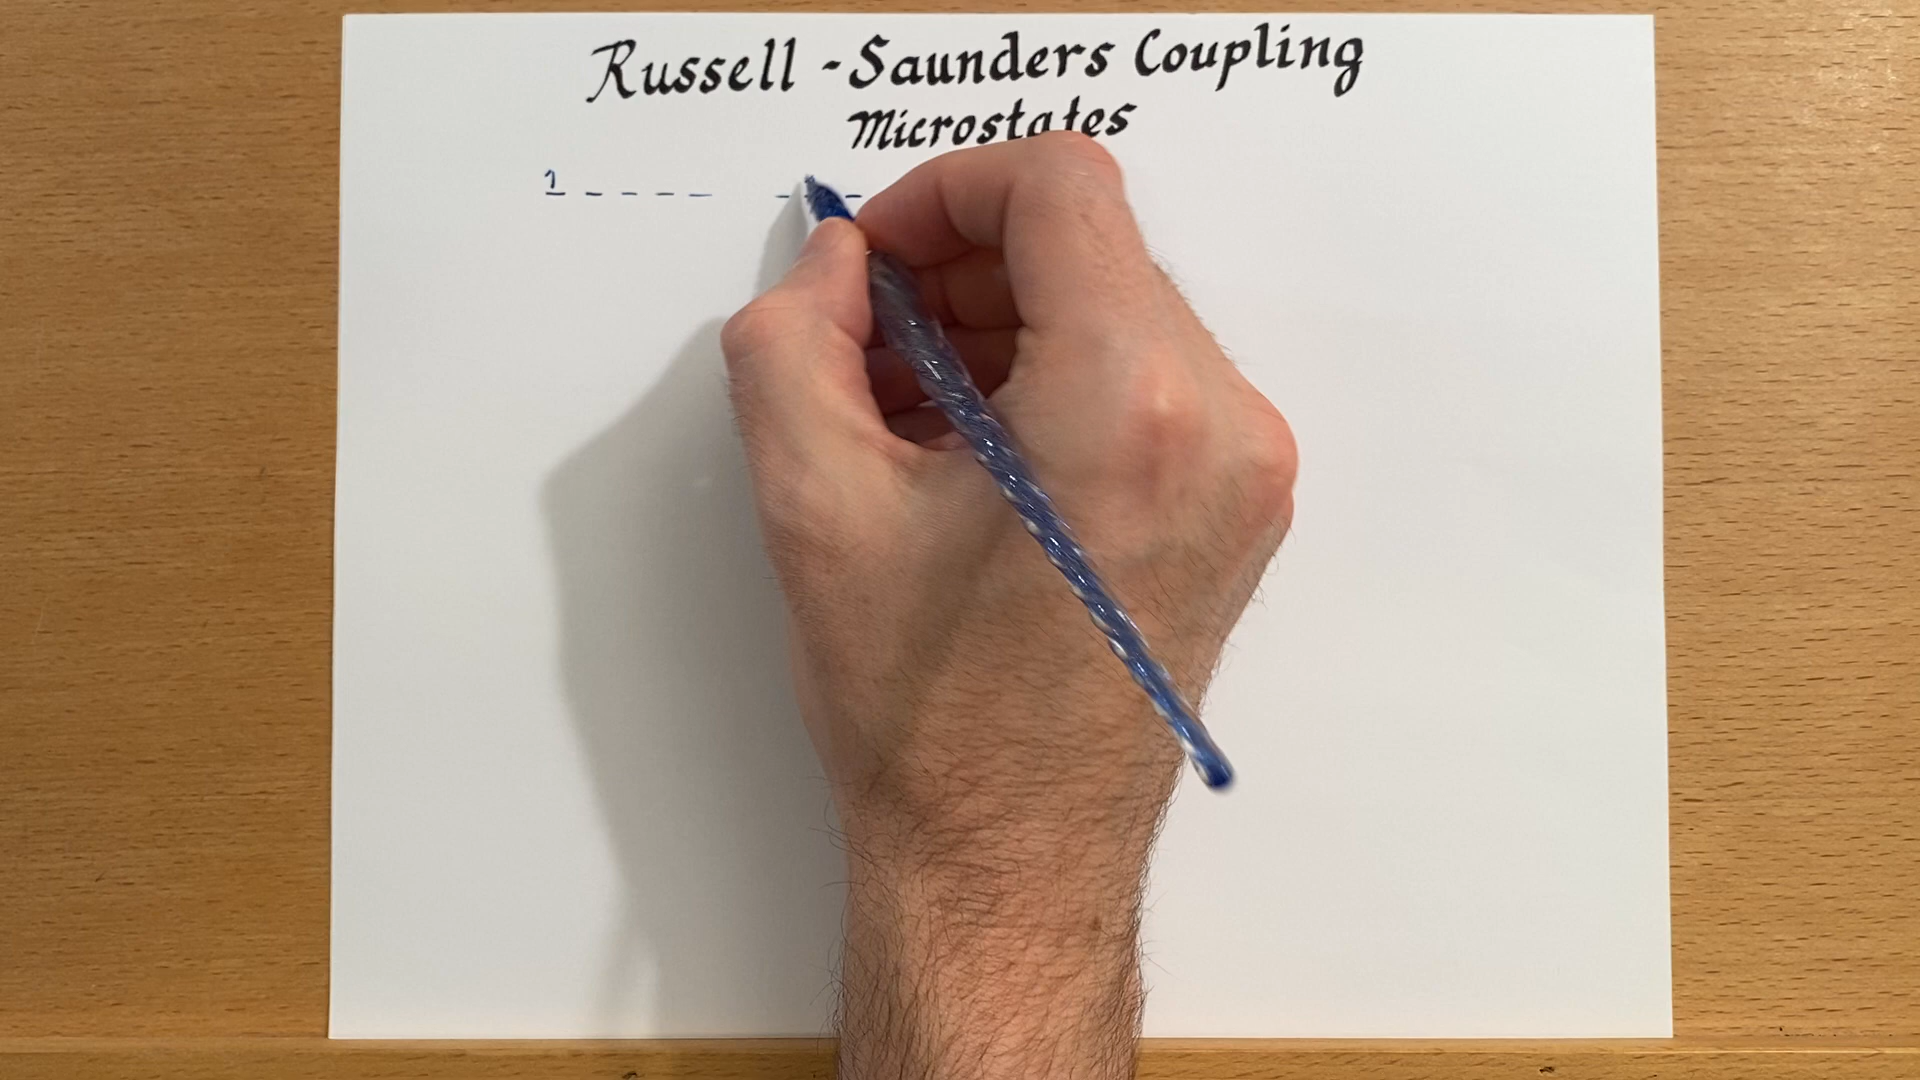 Russell - Saunders Coupling
Microstates
1 _ _ _ _ _ _ _